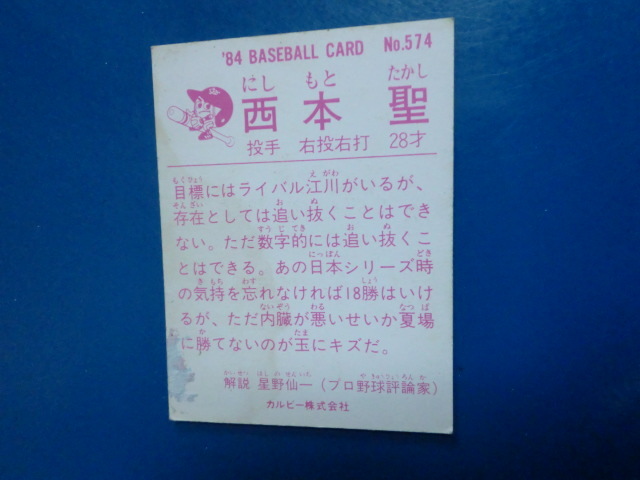 '84 BASEBALL CARD No.574
にし もと たかし
西本 聖
投手 右投右打 28才
目標にはライバル江川がいるが、
存在としては追い抜くことはでき
ない。ただ数字的には追い抜くこ
とはできる。あの日本シリーズ時
の気持を忘れなければ18勝はいけ
るが、ただ内臓が悪いせいか夏場
に勝てないのが玉にキズだ。
解説 星野仙一(プロ野球評論家)
カルビー株式会社